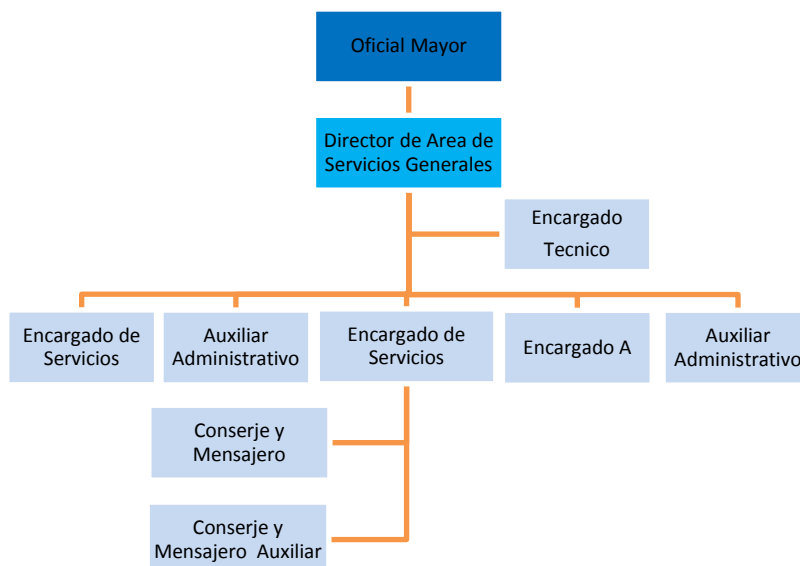 Oficial Mayor
Director de Area de
Servicios Generales
Encargado
Tecnico
Encargado de
Servicios
Auxiliar
Administrativo
Encargado de
Servicios
Encargado A
Auxiliar
Administrativo
Conserje y
Mensajero
Conserje y
Mensajero Auxiliar